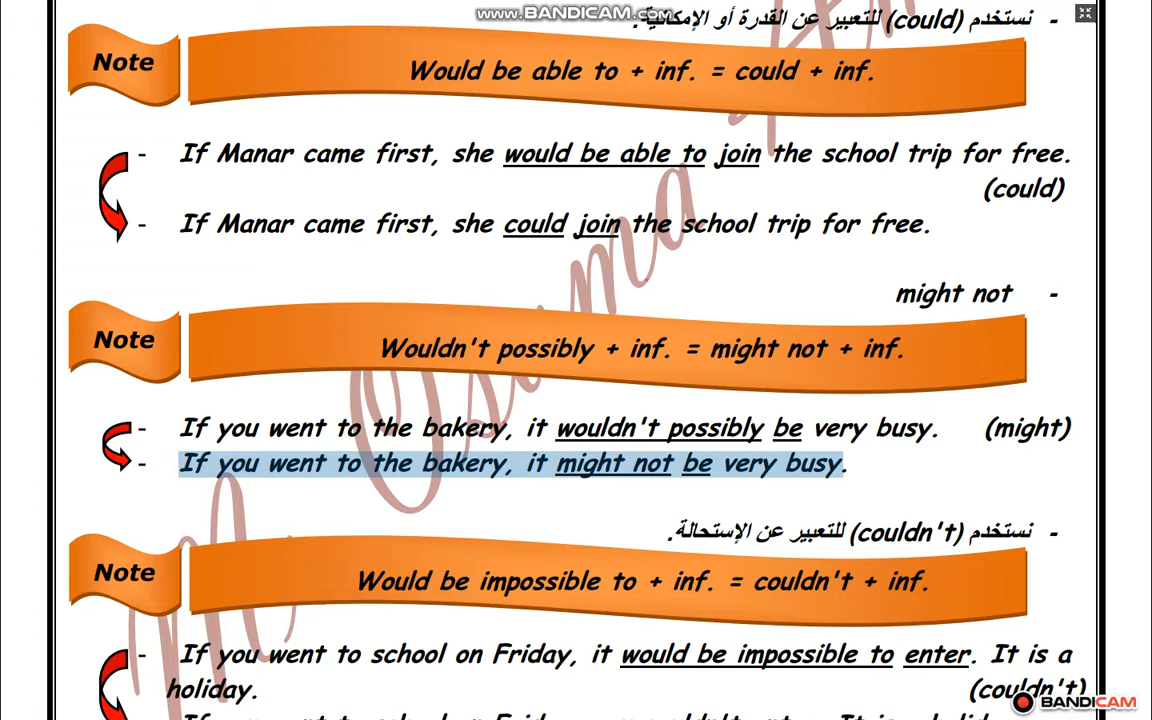 www.BANDICAM.com
- نستخدم (could) للتعبير عن القدرة أو الإمكانية.
Note
Would be able to + inf. = could + inf.
- If Manar came first, she would be able to join the school trip for free.
(could)
- If Manar came first, she could join the school trip for free.
might not -
Note
Wouldn't possibly + inf. = might not + inf.
- If you went to the bakery, it wouldn't possibly be very busy. (might)
- If you went to the bakery, it might not be very busy.
- نستخدم (couldn't) للتعبير عن الإستحالة.
Note
Would be impossible to + inf. = couldn't + inf.
- If you went to school on Friday, it would be impossible to enter. It is a
holiday. (couldn't)
BANDICAM